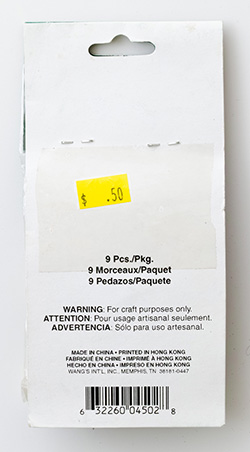 $ .50
9 Pcs./Pkg.
9 Morceaux/Paquet
9 Pedazos/Paquete
WARNING: For craft purposes only.
ATTENTION: Pour usage artisanal seulement.
ADVERTENCIA: Sólo para uso artesanal.
MADE IN CHINA • PRINTED IN HONG KONG
FABRIQUÉ EN CHINE • IMPRIMÉ À HONG KONG
HECHO EN CHINA • IMPRESO EN HONG KONG
WANG'S INT'L, INC., MEMPHIS, TN. 38181-0447
6 32260 04502 8